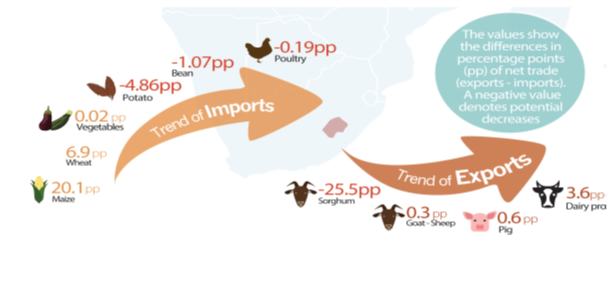 -0.19pp
Poultry
-1.07pp
Bean
-4.86pp
Potato
0.02 pp
Vegetables
6.9 pp
Wheat
20.1pp
Maize
Trend of Imports
The values show
the differences in
percentage points
(pp) of net trade
(exports - imports).
A negative value
denotes potential
decreases
Trend of Exports
-25.5pp
Sorghum
0.3 pp
Goat - Sheep
0.6 pp
Pig
3.6pp
Dairy pro